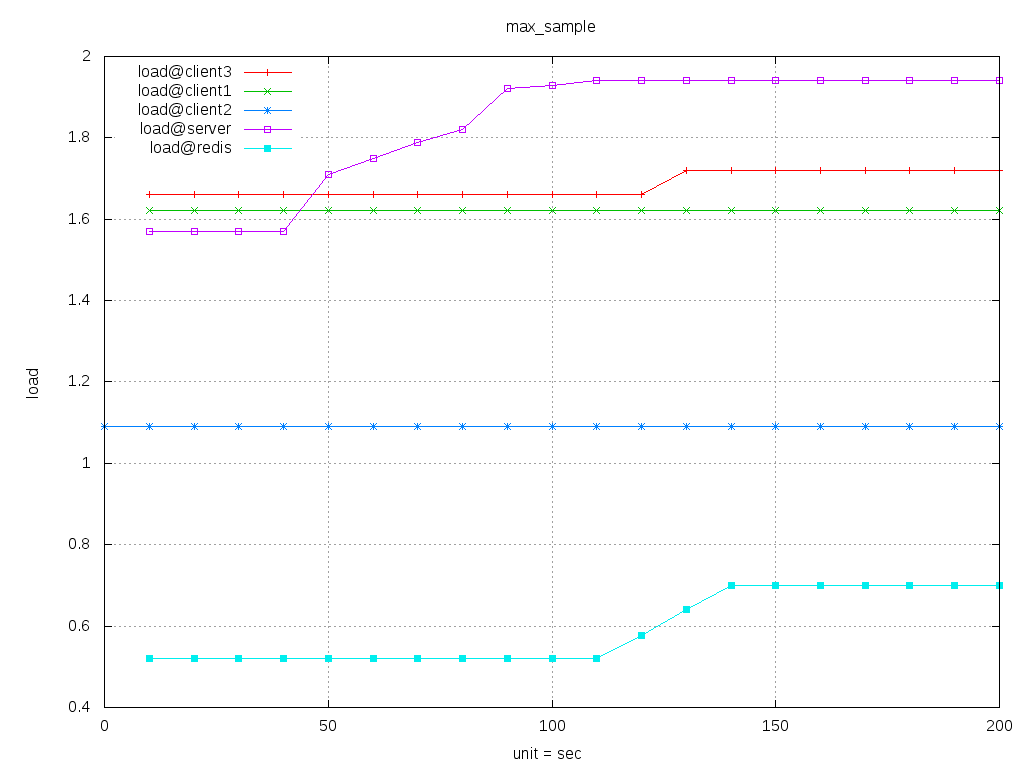 max_sample
2
1.8
1.6
1.4
1.2
1
0.8
0.6
0.4
load@client3
load@client1
load@client2
load@server
load@redis
load
0 50 100 150 200
unit = sec